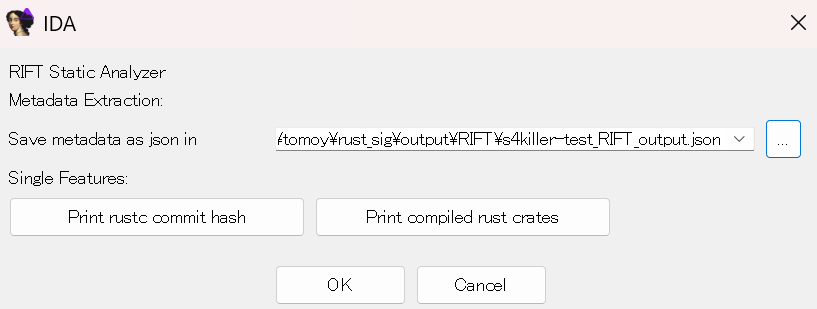 IDA
RIFT Static Analyzer
Metadata Extraction:
Save metadata as json in ¥tomoy¥rust_sig¥output¥RIFT¥s4killer-test_RIFT_output.json ...
Single Features:
Print rustc commit hash Print compiled rust crates
OK Cancel